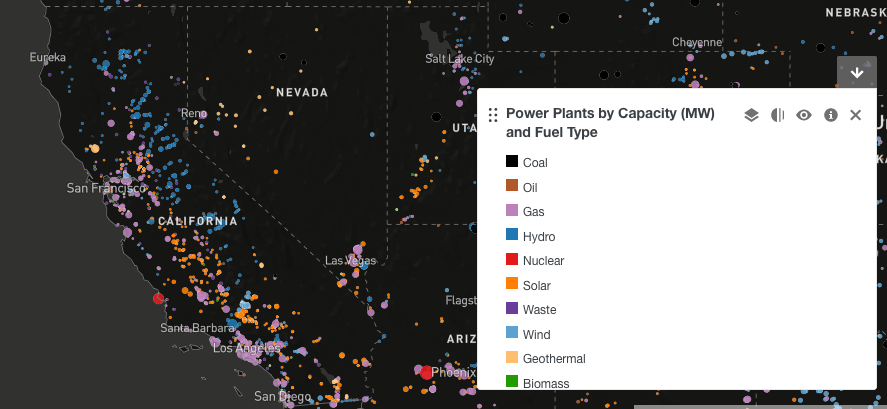 NEBRASK
Eureka
Cheyenne
Salt Lake City
NEVADA
Reno
UTA
Power Plants by Capacity (MW)
and Fuel Type
Coal
Oil
Gas
Hydro
Nuclear
Solar
Waste
Wind
Geothermal
Biomass
San Francisco
CALIFORNIA
Las Vegas
Flagst
Santa Barbara
Los Angeles
ARIZ
Phoenix
San Diego